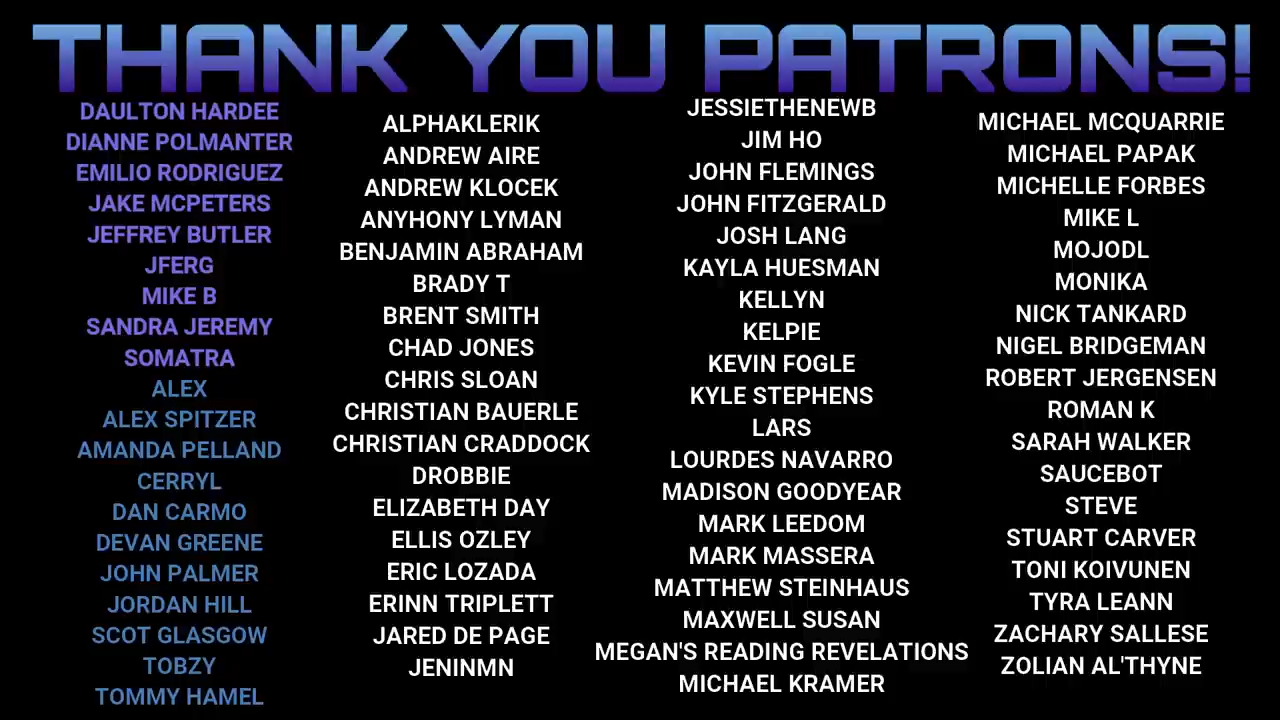 THANK YOU PATRONS!
DAULTON HARDEE
DIANNE POLMANTER
EMILIO RODRIGUEZ
JAKE MCPETERS
JEFFREY BUTLER
JFERG
MIKE B
SANDRA JEREMY
SOMATRA
ALEX
ALEX SPITZER
AMANDA PELLAND
CERRYL
DAN CARMO
DEVAN GREENE
JOHN PALMER
JORDAN HILL
SCOT GLASGOW
TOBZY
TOMMY HAMEL
ALPHAKLERIK
ANDREW AIRE
ANDREW KLOCEK
ANYHONY LYMAN
BENJAMIN ABRAHAM
BRADY T
BRENT SMITH
CHAD JONES
CHRIS SLOAN
CHRISTIAN BAUERLE
CHRISTIAN CRADDOCK
DROBBIE
ELIZABETH DAY
ELLIS OZLEY
ERIC LOZADA
ERINN TRIPLETT
JARED DE PAGE
JENINMN
JESSIETHENEWB
JIM HO
JOHN FLEMINGS
JOHN FITZGERALD
JOSH LANG
KAYLA HUESMAN
KELLYN
KELPIE
KEVIN FOGLE
KYLE STEPHENS
LARS
LOURDES NAVARRO
MADISON GOODYEAR
MARK LEEDOM
MARK MASSERA
MATTHEW STEINHAUS
MAXWELL SUSAN
MEGAN'S READING REVELATIONS
MICHAEL KRAMER
MICHAEL MCQUARRIE
MICHAEL PAPAK
MICHELLE FORBES
MIKE L
MOJODL
MONIKA
NICK TANKARD
NIGEL BRIDGEMAN
ROBERT JERGENSEN
ROMAN K
SARAH WALKER
SAUCEBOT
STEVE
STUART CARVER
TONI KOIVUNEN
TYRA LEANN
ZACHARY SALLESE
ZOLIAN AL'THYNE